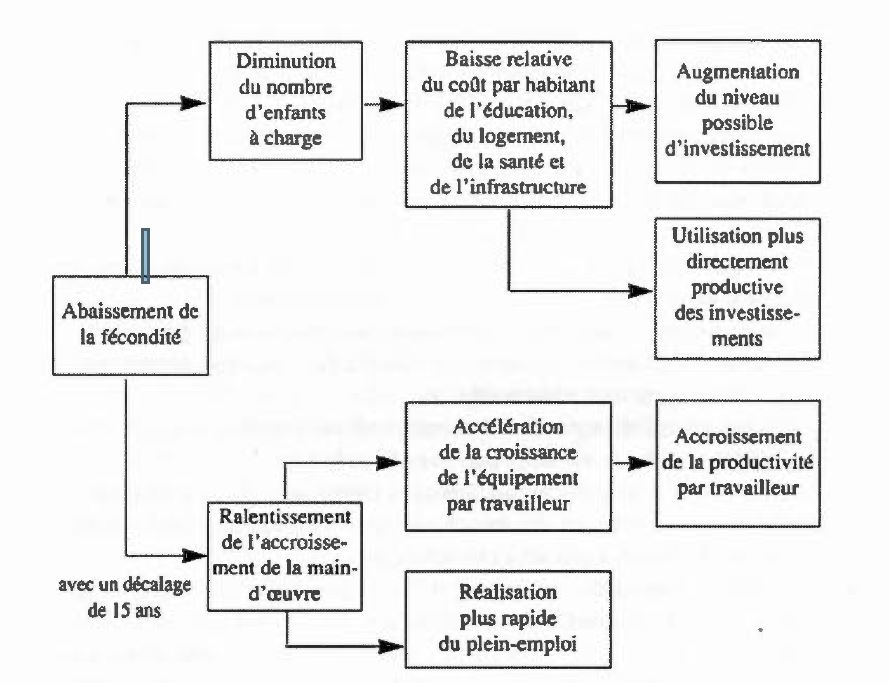 Diminution
du nombre
d'enfants
à charge
Baisse relative
du coût par habitant
de l'éducation,
du logement,
de la santé et
de l'infrastructure
Augmentation
du niveau
possible
d'investissement
Utilisation plus
directement
productive
des investisse-
ments
Abaissement de
la fécondité
Accélération
de la croissance
de l'équipement
par travailleur
Accroissement
de la productivité
par travailleur
Ralentissement
de l'accroisse-
ment de la main-
d'œuvre
avec un décalage
de 15 ans
Réalisation
plus rapide
du plein-emploi